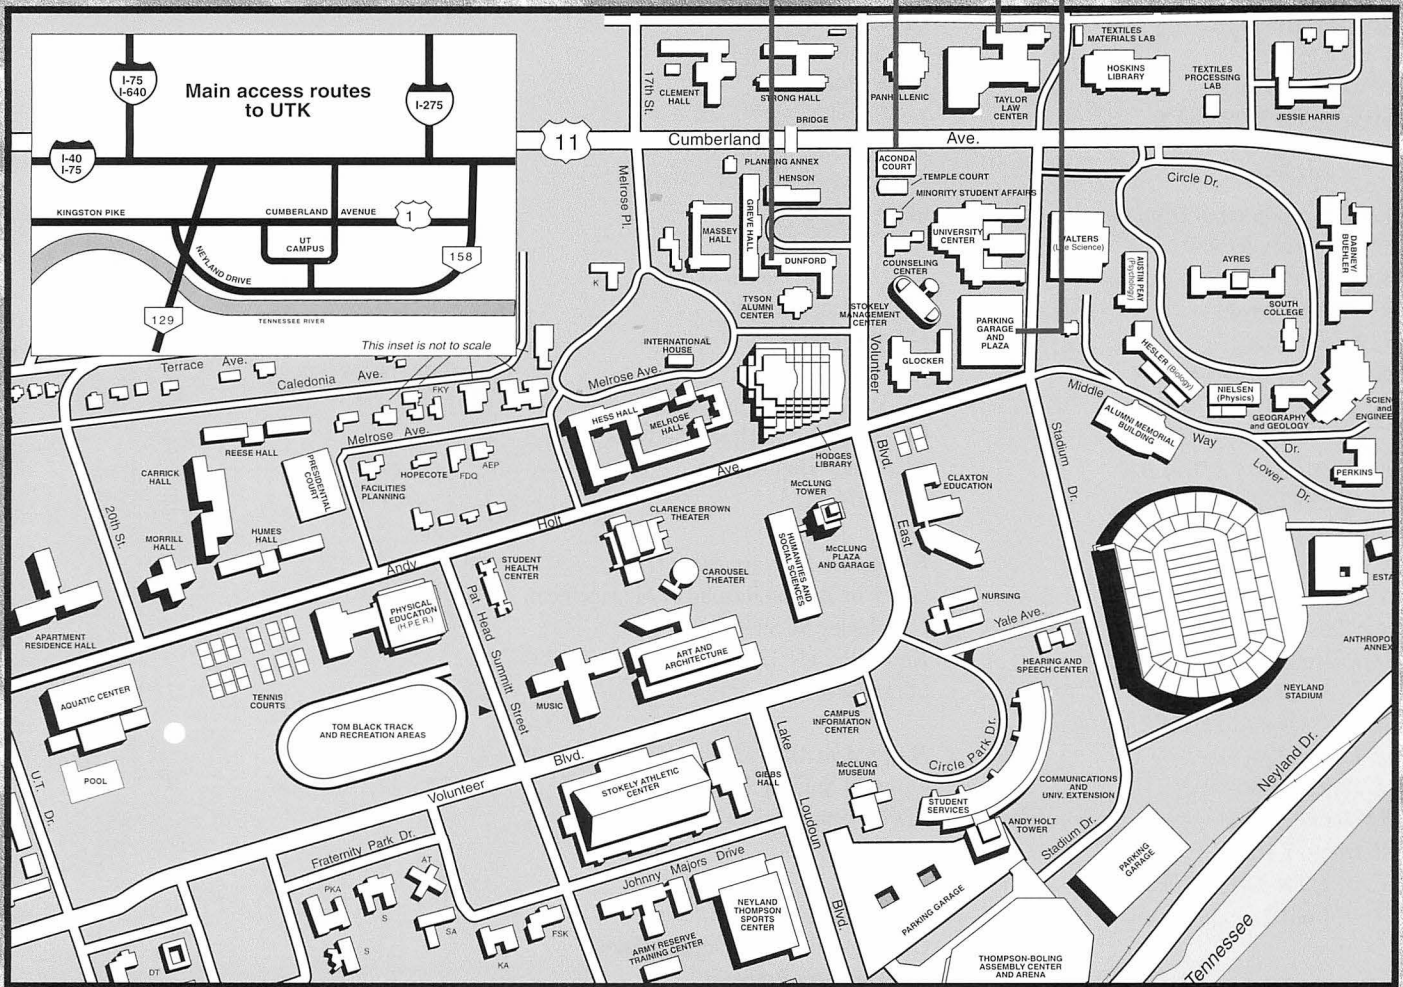 Main access routes
to UTK
I-75
I-640
I-275
I-40
I-75
KINGSTON PIKE
CUMBERLAND AVENUE
1
UT
CAMPUS
NEYLAND DRIVE
158
129
TENNESSEE RIVER
This inset is not to scale
11
17th St.
CLEMENT
HALL
STRONG HALL
PANHELLENIC
TAYLOR
LAW
CENTER
TEXTILES
MATERIALS LAB
HOSKINS
LIBRARY
TEXTILES
PROCESSING
LAB
JESSIE HARRIS
BRIDGE
Cumberland Ave.
Melrose Pl.
PLANNING ANNEX
HENSON
ACONDA
COURT
TEMPLE COURT
MINORITY STUDENT AFFAIRS
Circle Dr.
MASSEY
HALL
GREVE HALL
DUNFORD
UNIVERSITY
CENTER
COUNSELING
CENTER
WALTERS
(Life Science)
AUSTIN PEAY
(Psychology)
AYRES
DABNEY/
BUEHLER
SOUTH
COLLEGE
K
TYSON
ALUMNI
CENTER
STOKELY
MANAGEMENT
CENTER
PARKING
GARAGE
AND
PLAZA
INTERNATIONAL
HOUSE
Melrose Ave.
Volunteer
GLOCKER
HESLER (Biology)
Middle
Way
Dr.
NIELSEN
(Physics)
GEOGRAPHY
and GEOLOGY
SCIEN
and
ENGINEE
Terrace Ave.
Caledonia Ave.
FKY
HESS HALL
MELROSE
HALL
HODGES
LIBRARY
ALUMNI MEMORIAL
BUILDING
Lower Dr.
PERKINS
REESE HALL
Melrose Ave.
CARRICK
HALL
PRESIDENTIAL
COURT
FACILITIES
PLANNING
HOPECOTE
FDQ
AEP
Blvd.
Stadium Dr.
CLAXTON
EDUCATION
20th St.
MORRILL
HALL
HUMES
HALL
Andy Holt Ave.
CLARENCE BROWN
THEATER
McCLUNG
TOWER
HUMANITIES AND
SOCIAL SCIENCES
McCLUNG
PLAZA
AND GARAGE
East
STUDENT
HEALTH
CENTER
CAROUSEL
THEATER
ESTA
APARTMENT
RESIDENCE HALL
PHYSICAL
EDUCATION
(H.P.E.R.)
Pat Head Summitt Street
NURSING
Yale Ave.
ANTHROPO
ANNEX
ART AND
ARCHITECTURE
HEARING AND
SPEECH CENTER
AQUATIC CENTER
TENNIS
COURTS
MUSIC
NEYLAND
STADIUM
TOM BLACK TRACK
AND RECREATION AREAS
CAMPUS
INFORMATION
CENTER
Circle Park Dr.
Neyland Dr.
POOL
U.T. Dr.
Volunteer Blvd.
STOKELY ATHLETIC
CENTER
GIBBS
HALL
Lake Loudoun Blvd.
McCLUNG
MUSEUM
STUDENT
SERVICES
COMMUNICATIONS
AND
UNIV. EXTENSION
ANDY HOLT
TOWER
Stadium Dr.
PARKING
GARAGE
Fraternity Park Dr.
AT
Johnny Majors Drive
PKA
S
SA
FSK
KA
S
DT
NEYLAND
THOMPSON
SPORTS
CENTER
ARMY RESERVE
TRAINING CENTER
PARKING GARAGE
THOMPSON-BOLING
ASSEMBLY CENTER
AND ARENA
Tennessee